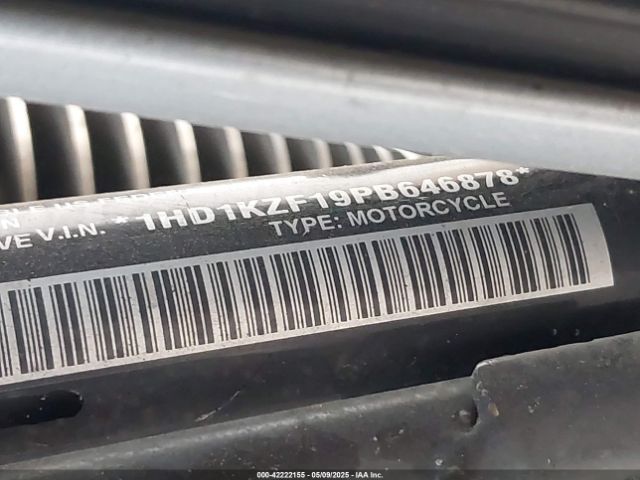 VE V.I.N. *1HD1KZF19PB646878*
TYPE: MOTORCYCLE
000-42222155 - 05/09/2025 - IAA Inc.